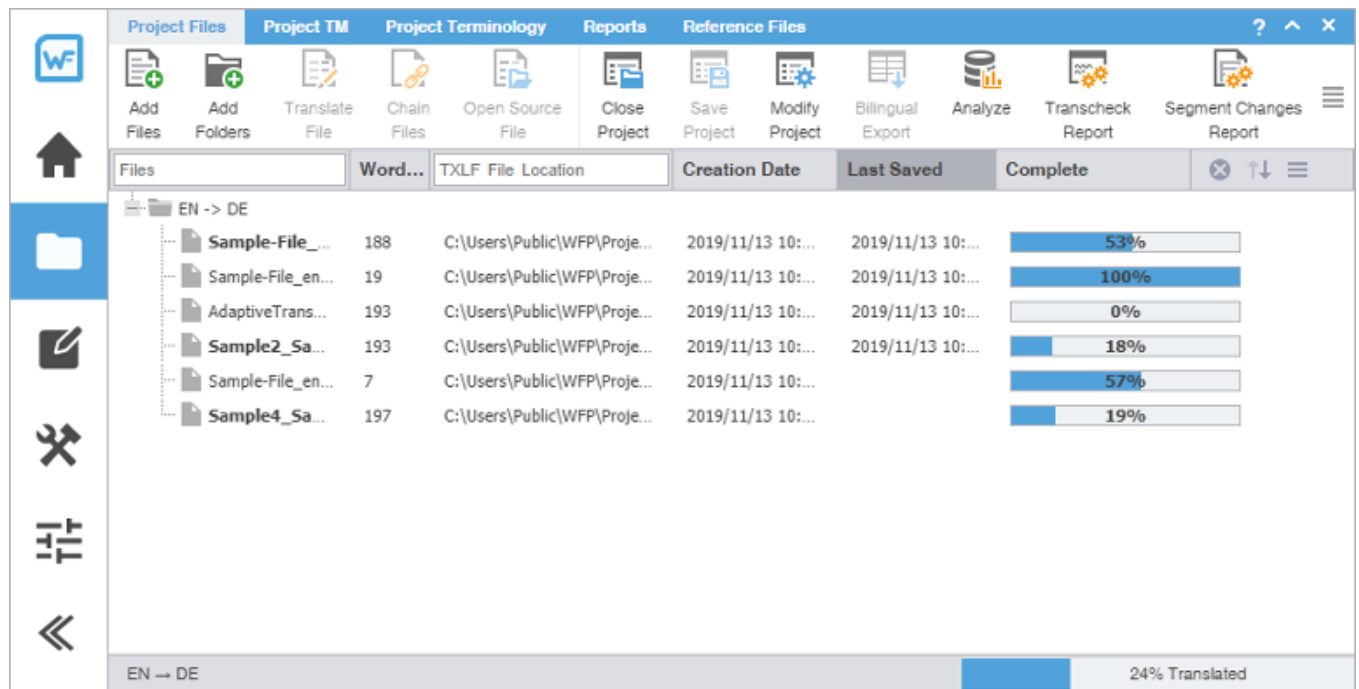 Project Files Project TM Project Terminology Reports Reference Files ?
WF
Add Files
Add Folders
Translate File
Chain Files
Open Source File
Close Project
Save Project
Modify Project
Bilingual Export
Analyze
Transcheck Report
Segment Changes Report
Files Word... TXLF File Location Creation Date Last Saved Complete
EN -> DE
Sample-File_... 188 C:\Users\Public\WFP\Proje... 2019/11/13 10:... 2019/11/13 10:... 53%
Sample-File_en... 19 C:\Users\Public\WFP\Proje... 2019/11/13 10:... 2019/11/13 10:... 100%
AdaptiveTrans... 193 C:\Users\Public\WFP\Proje... 2019/11/13 10:... 2019/11/13 10:... 0%
Sample2_Sa... 193 C:\Users\Public\WFP\Proje... 2019/11/13 10:... 2019/11/13 10:... 18%
Sample-File_en... 7 C:\Users\Public\WFP\Proje... 2019/11/13 10:... 57%
Sample4_Sa... 197 C:\Users\Public\WFP\Proje... 2019/11/13 10:... 19%
EN → DE 24% Translated